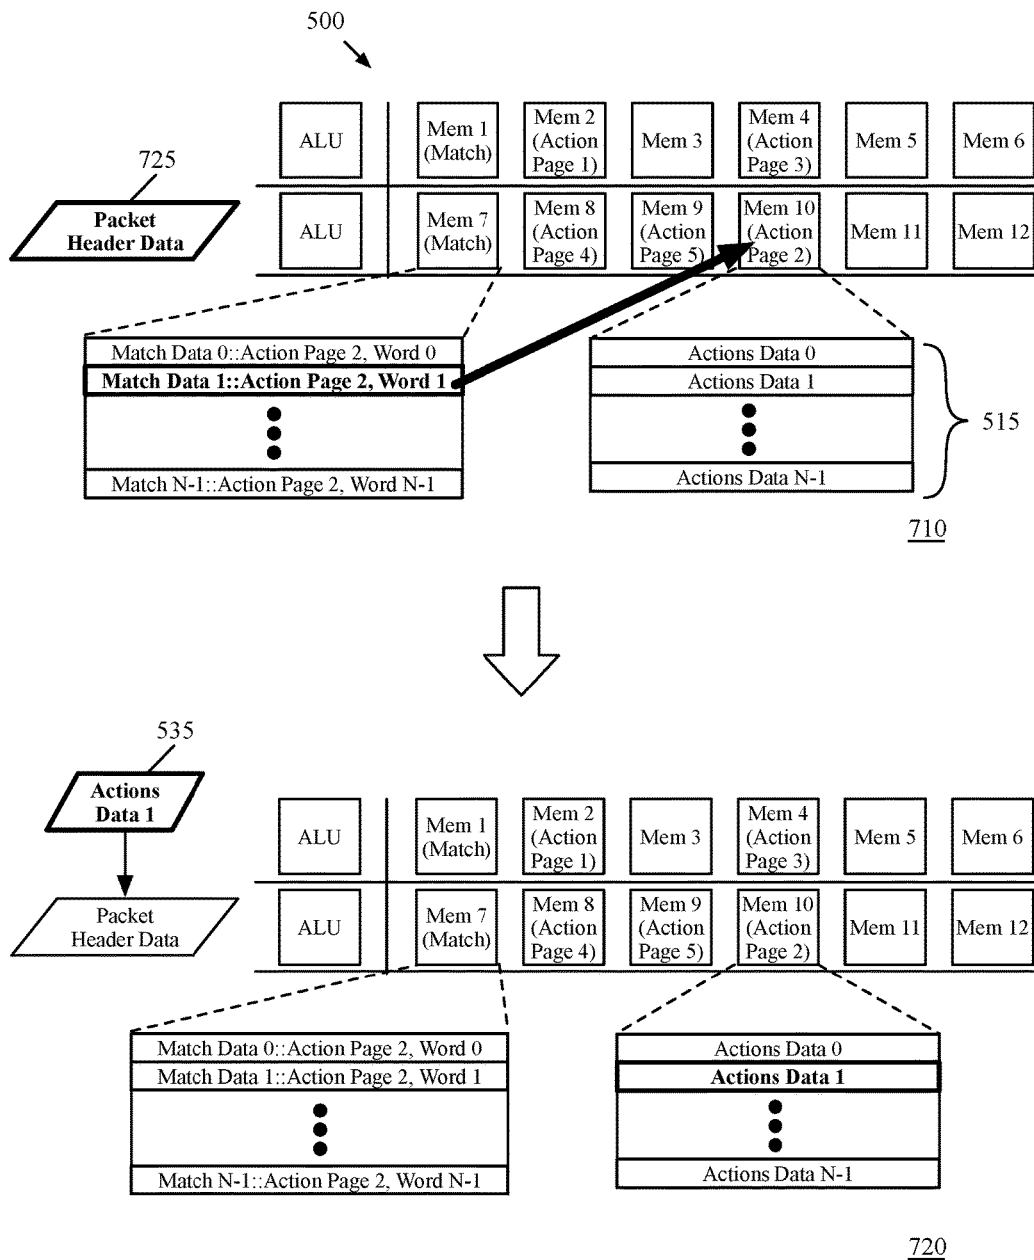 500
ALU
Mem 1
(Match)
Mem 2
(Action
Page 1)
Mem 3
Mem 4
(Action
Page 3)
Mem 5
Mem 6
725
Packet
Header Data
ALU
Mem 7
(Match)
Mem 8
(Action
Page 4)
Mem 9
(Action
Page 5)
Mem 10
(Action
Page 2)
Mem 11
Mem 12
Match Data 0::Action Page 2, Word 0
Match Data 1::Action Page 2, Word 1
Match N-1::Action Page 2, Word N-1
Actions Data 0
Actions Data 1
Actions Data N-1
515
710
535
Actions
Data 1
ALU
Mem 1
(Match)
Mem 2
(Action
Page 1)
Mem 3
Mem 4
(Action
Page 3)
Mem 5
Mem 6
Packet
Header Data
ALU
Mem 7
(Match)
Mem 8
(Action
Page 4)
Mem 9
(Action
Page 5)
Mem 10
(Action
Page 2)
Mem 11
Mem 12
Match Data 0::Action Page 2, Word 0
Match Data 1::Action Page 2, Word 1
Match N-1::Action Page 2, Word N-1
Actions Data 0
Actions Data 1
Actions Data N-1
720